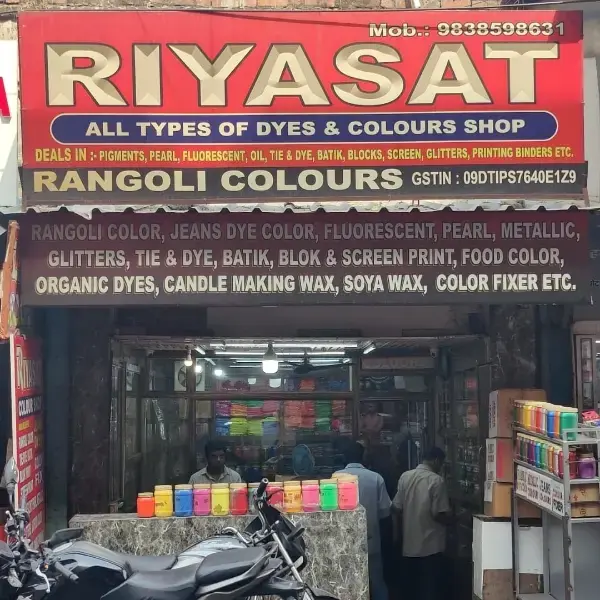 Mob.: 9838598631
RIYASAT
ALL TYPES OF DYES & COLOURS SHOP
DEALS IN :- PIGMENTS, PEARL, FLUORESCENT, OIL, TIE & DYE, BATIK, BLOCKS, SCREEN, GLITTERS, PRINTING BINDERS ETC.
RANGOLI COLOURS GSTIN : 09DTIPS7640E1Z9
RANGOLI COLOR, JEANS DYE COLOR, FLUORESCENT, PEARL, METALLIC,
GLITTERS, TIE & DYE, BATIK, BLOK & SCREEN PRINT, FOOD COLOR,
ORGANIC DYES, CANDLE MAKING WAX, SOYA WAX, COLOR FIXER ETC.
RIYASAT
COLOUR